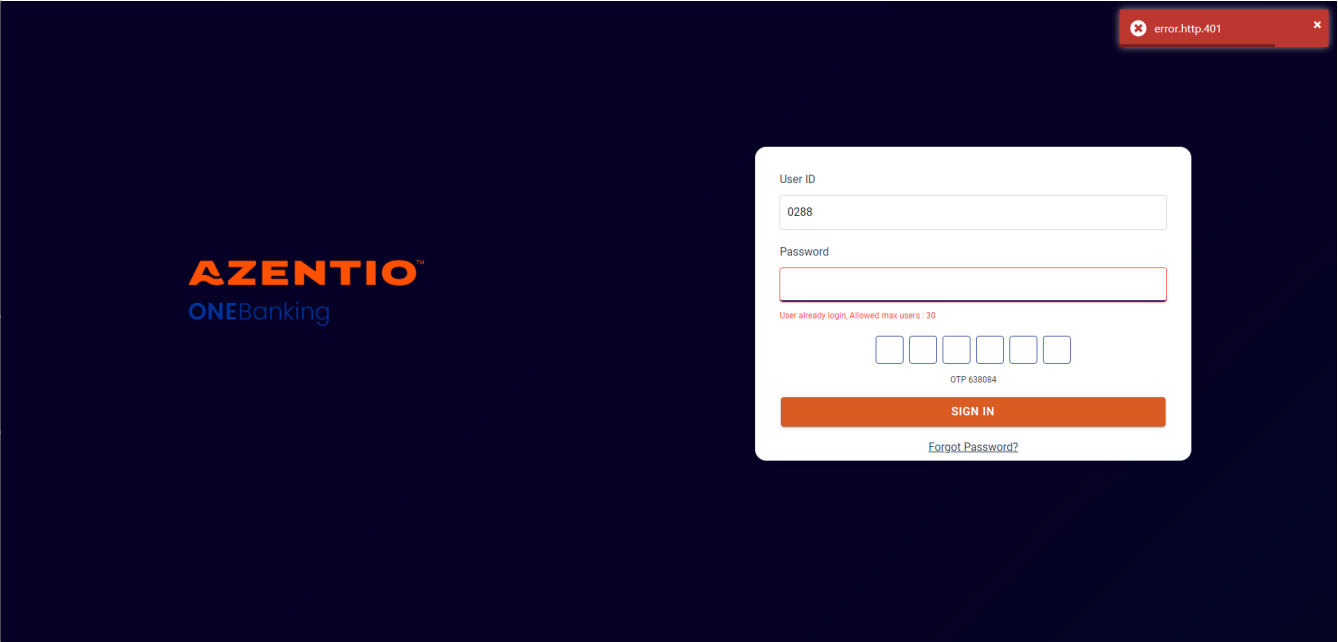 error.http.401
User ID
0288
Password
AZENTIO™
ONEBanking
User already login, Allowed max users : 30
OTP 638084
SIGN IN
Forgot Password?